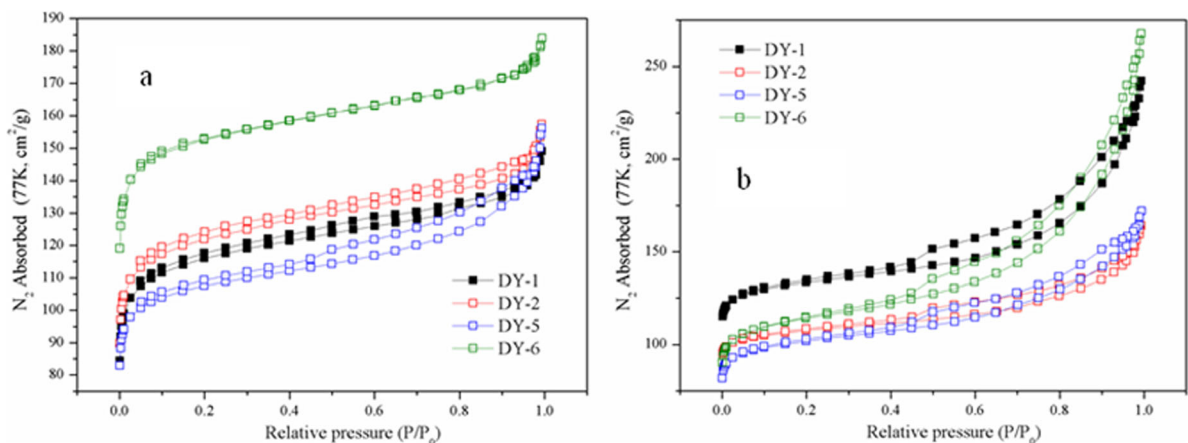 190
180
170
160
150
140
130
120
110
100
90
80
N2 Absorbed (77K, cm2/g)
a
DY-1
DY-2
DY-5
DY-6
0.0 0.2 0.4 0.6 0.8 1.0
Relative pressure (P/P0)
250
200
150
100
N2 Absorbed (77K, cm2/g)
DY-1
DY-2
DY-5
DY-6
b
0.0 0.2 0.4 0.6 0.8 1.0
Relative pressure (P/P0)